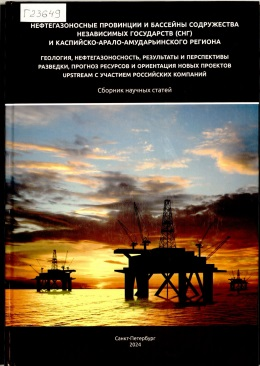 Г23649
НЕФТЕГАЗОНОСНЫЕ ПРОВИНЦИИ И БАССЕЙНЫ СОДРУЖЕСТВА
НЕЗАВИСИМЫХ ГОСУДАРСТВ (СНГ)
И КАСПИЙСКО-АРАЛО-АМУДАРЬИНСКОГО РЕГИОНА
ГЕОЛОГИЯ, НЕФТЕГАЗОНОСНОСТЬ, РЕЗУЛЬТАТЫ И ПЕРСПЕКТИВЫ
РАЗВЕДКИ, ПРОГНОЗ РЕСУРСОВ И ОРИЕНТАЦИЯ НОВЫХ ПРОЕКТОВ
UPSTREAM С УЧАСТИЕМ РОССИЙСКИХ КОМПАНИЙ
Сборник научных статей
Санкт-Петербург
2024